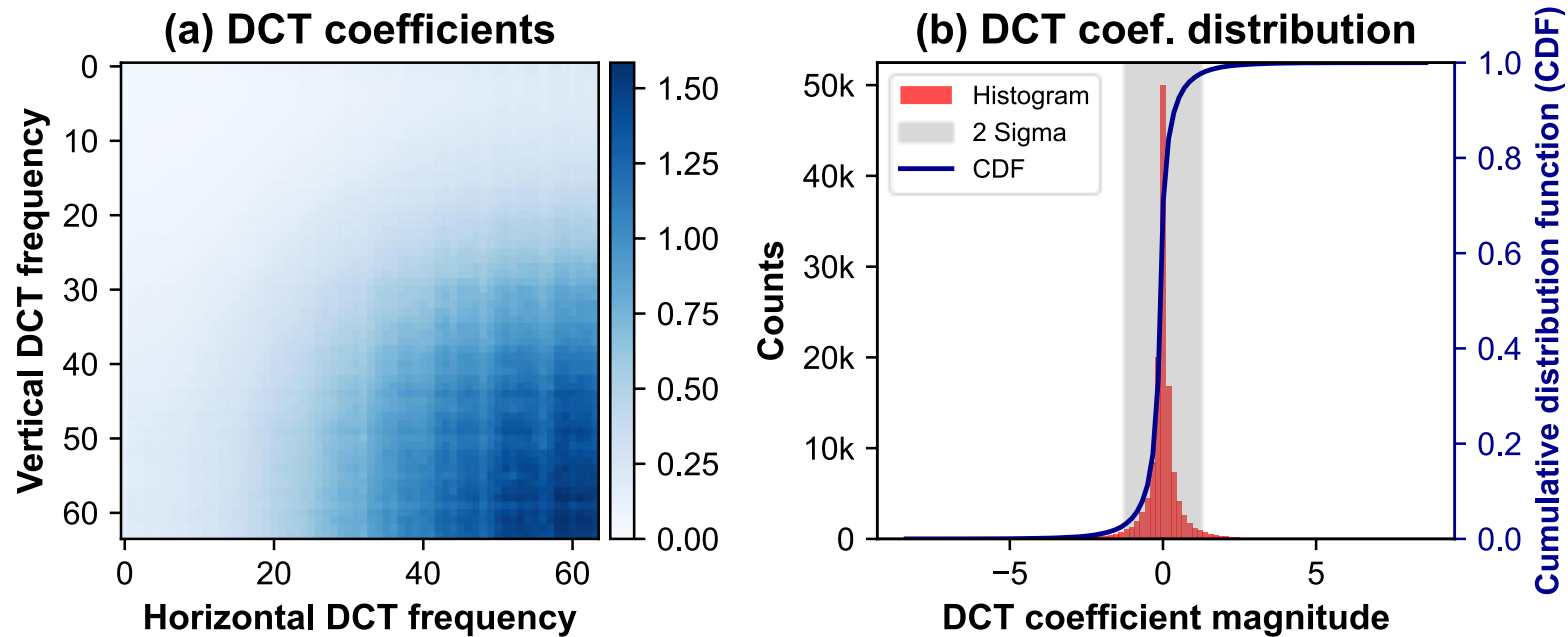 (a) DCT coefficients
Vertical DCT frequency
0
10
20
30
40
50
60
0
20
40
60
Horizontal DCT frequency
1.50
1.25
1.00
0.75
0.50
0.25
0.00
(b) DCT coef. distribution
Counts
50k
40k
30k
20k
10k
0
Histogram
2 Sigma
CDF
−5
0
5
DCT coefficient magnitude
1.0
0.8
0.6
0.4
0.2
0.0
Cumulative distribution function (CDF)